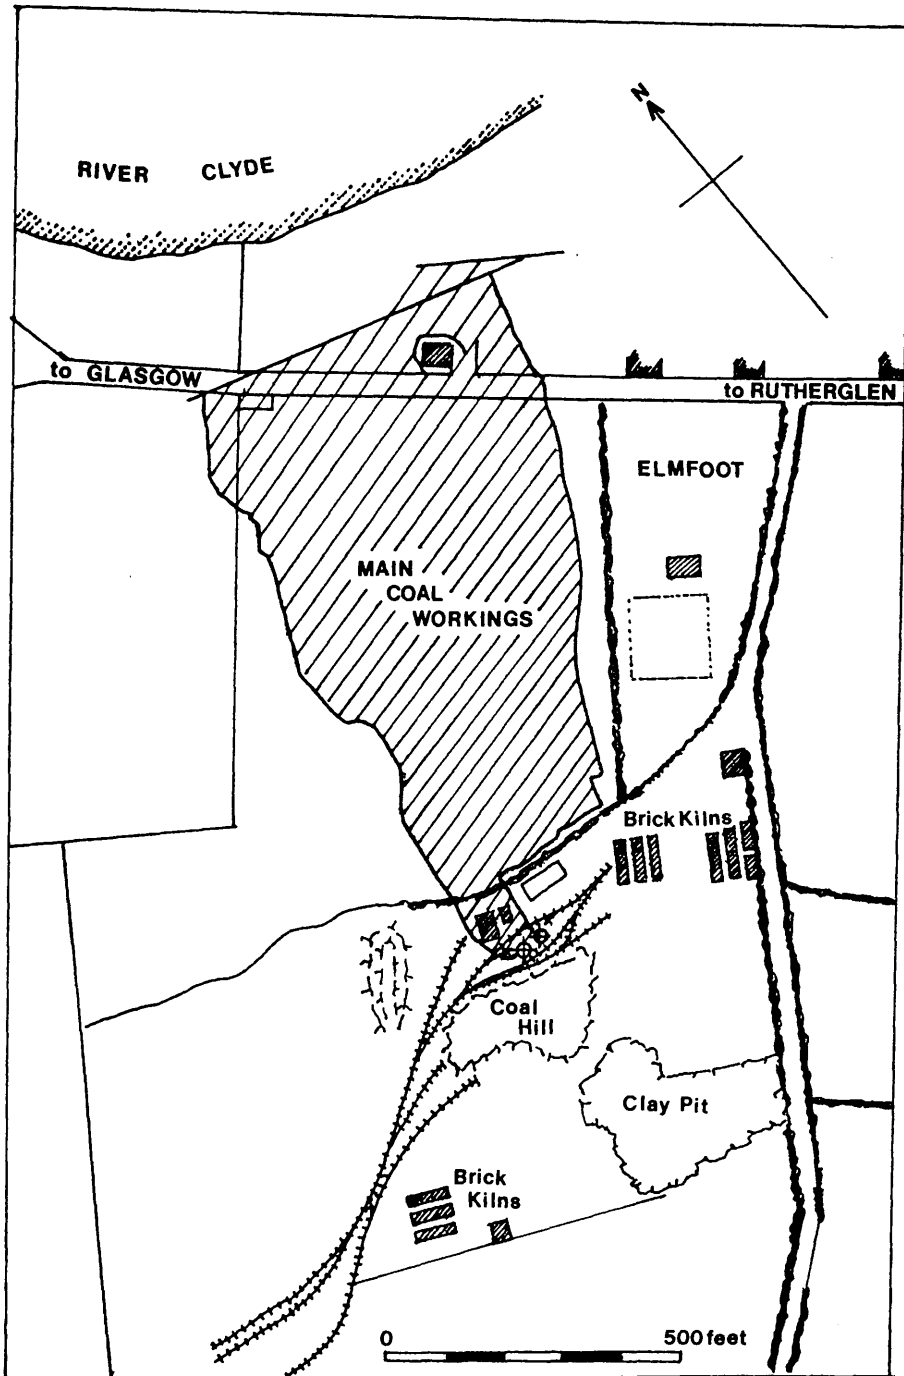 N
RIVER CLYDE
to GLASGOW
to RUTHERGLEN
ELMFOOT
MAIN
COAL
WORKINGS
Brick Kilns
Coal
Hill
Clay Pit
Brick
Kilns
0 500 feet